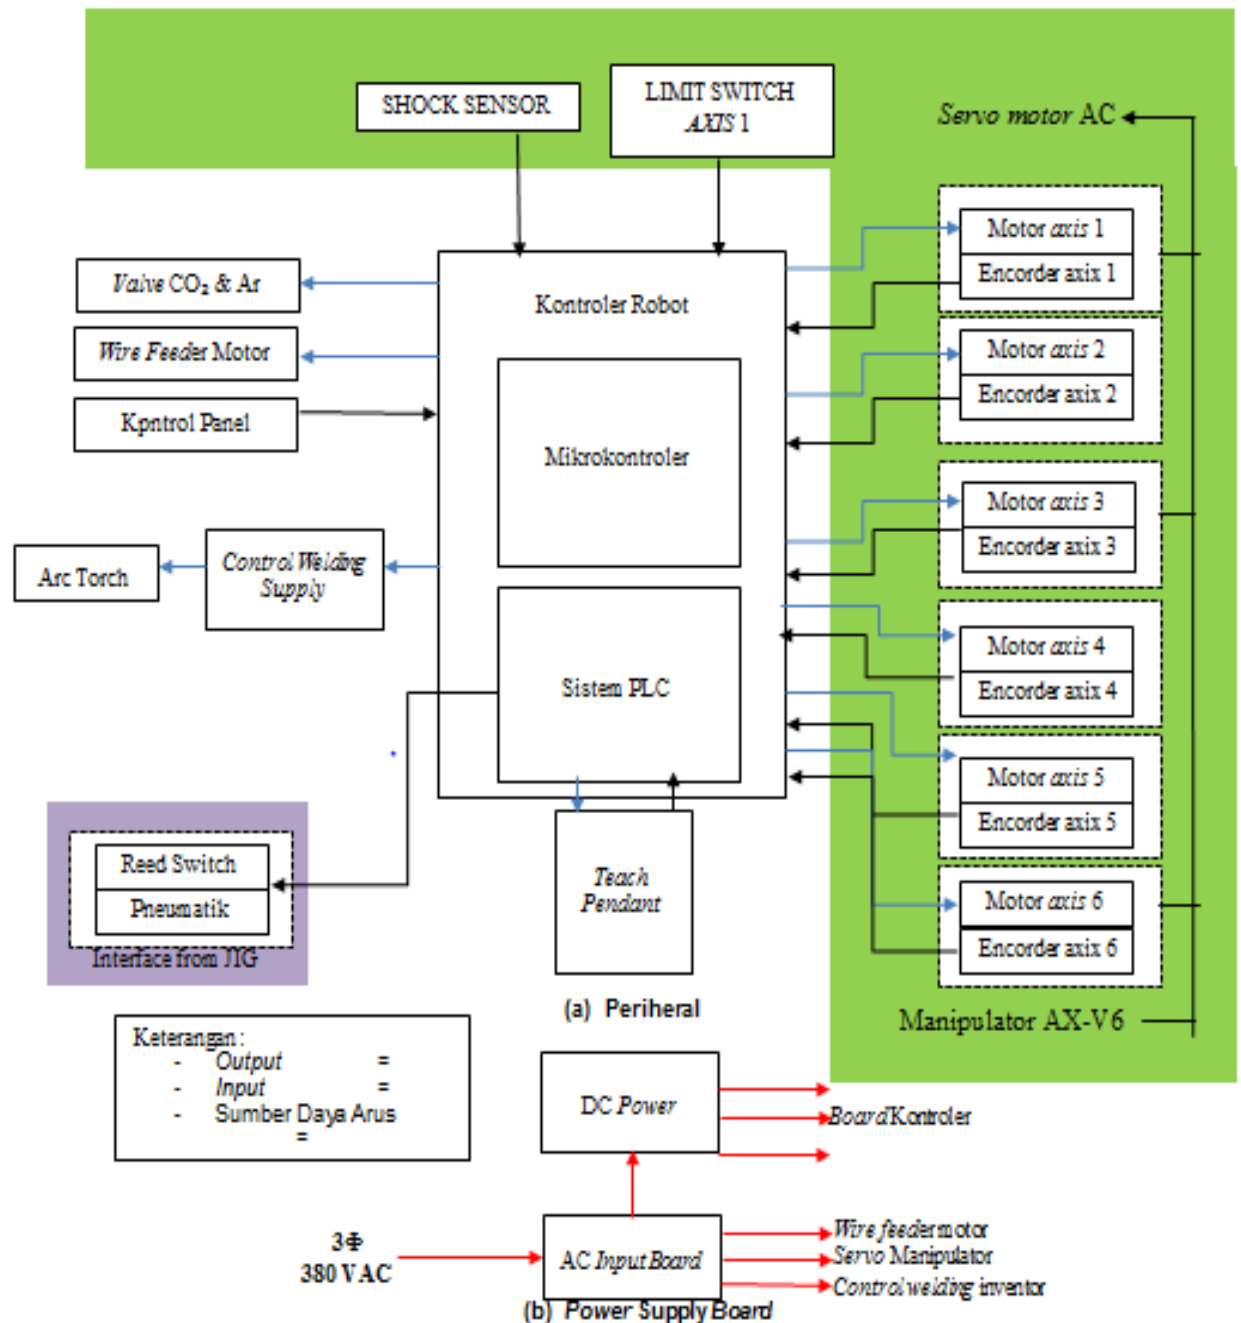 SHOCK SENSOR
LIMIT SWITCH
AXIS 1
Servo motor AC
Motor axis 1
Encorder axix 1
Valve CO₂ & Ar
Kontroler Robot
Wire Feeder Motor
Motor axis 2
Encorder axix 2
Kpntrol Panel
Mikrokontroler
Motor axis 3
Encorder axix 3
Arc Torch
Control Welding
Supply
Motor axis 4
Encorder axix 4
Sistem PLC
Motor axis 5
Encorder axix 5
Reed Switch
Pneumatik
Interface from JIG
Teach
Pendant
Motor axis 6
Encorder axix 6
(a) Periheral
Manipulator AX-V6
Keterangan :
- Output =
- Input =
- Sumber Daya Arus
=
DC Power
Board Kontroler
3Φ
380 VAC
AC Input Board
Wire feeder motor
Servo Manipulator
Control welding inventor
(b) Power Supply Board